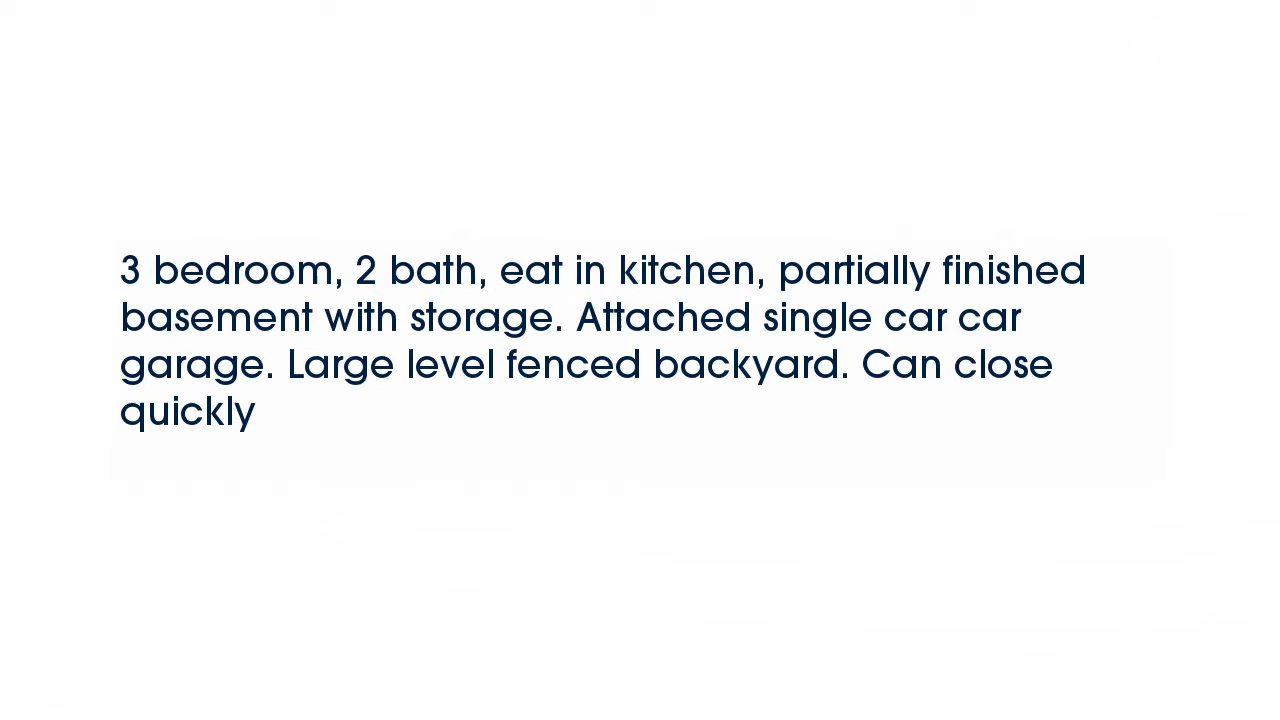 3 bedroom, 2 bath, eat in kitchen, partially finished
basement with storage. Attached single car car
garage. Large level fenced backyard. Can close
quickly